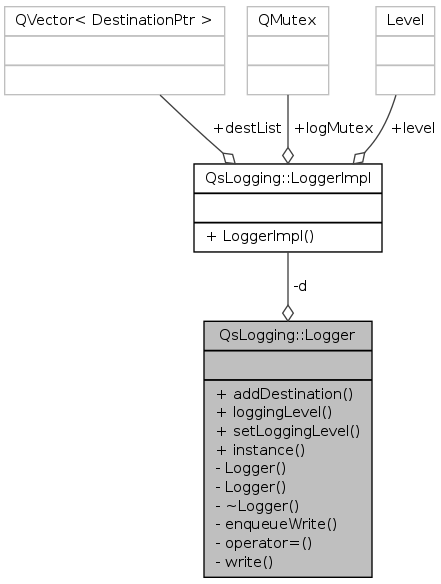 QVector< DestinationPtr >
QMutex
Level
+destList
+logMutex
+level
QsLogging::LoggerImpl
+ LoggerImpl()
-d
QsLogging::Logger
+ addDestination()
+ loggingLevel()
+ setLoggingLevel()
+ instance()
- Logger()
- Logger()
- ~Logger()
- enqueueWrite()
- operator=()
- write()